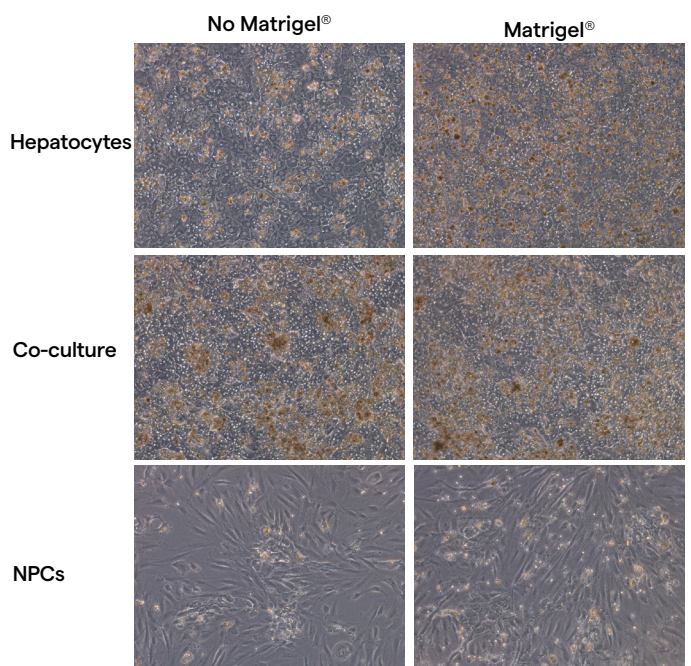 No Matrigel®
Matrigel®
Hepatocytes
Co-culture
NPCs